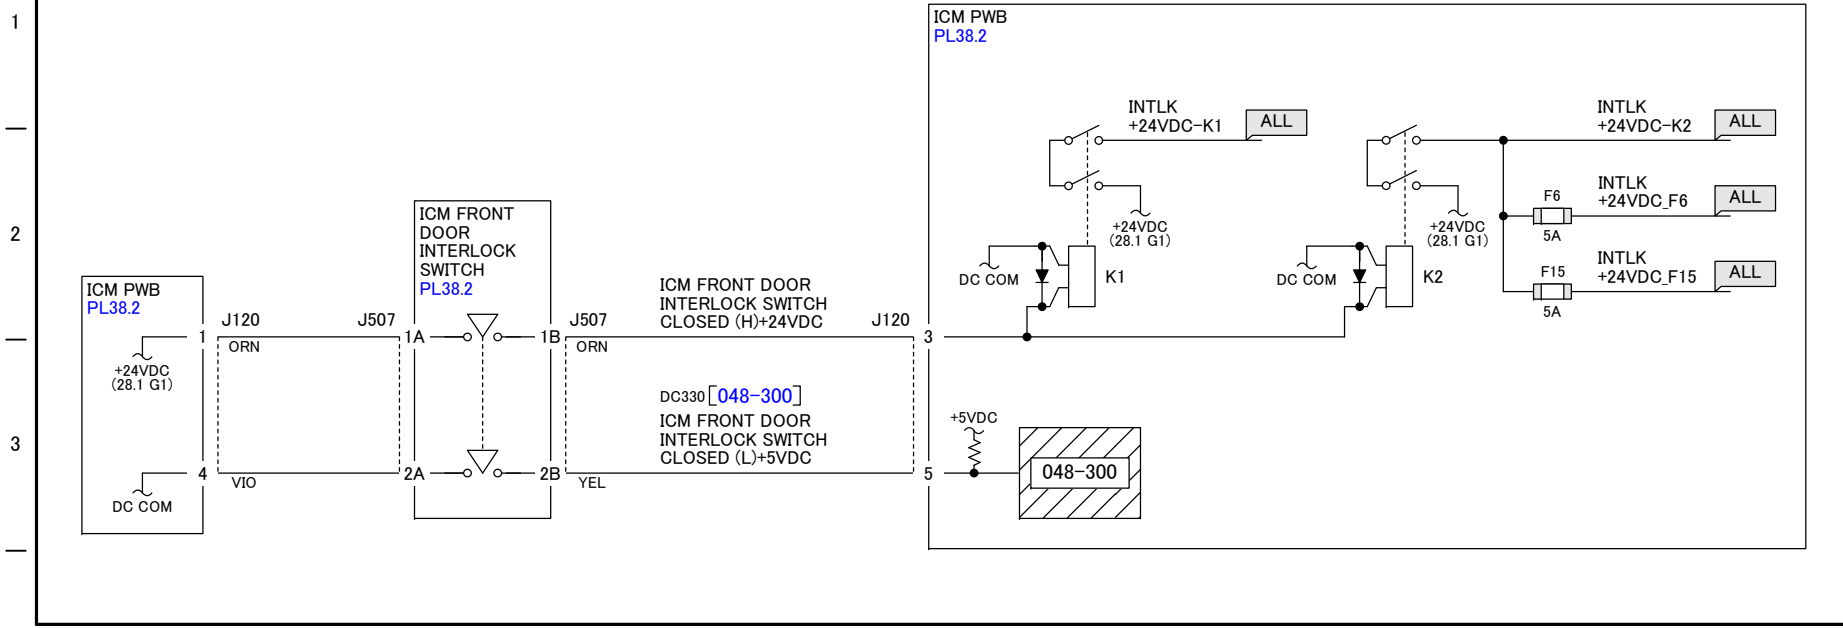 1
2
3
ICM PWB
PL38.2
INTLK
+24VDC-K1
ALL
INTLK
+24VDC-K2
ALL
F6
5A
INTLK
+24VDC_F6
ALL
F15
5A
INTLK
+24VDC_F15
ALL
+24VDC
(28.1 G1)
+24VDC
(28.1 G1)
DC COM
K1
DC COM
K2
ICM PWB
PL38.2
+24VDC
(28.1 G1)
DC COM
1
4
J120
ORN
VIO
J507
ICM FRONT
DOOR
INTERLOCK
SWITCH
PL38.2
1A
1B
2A
2B
J507
ORN
YEL
ICM FRONT DOOR
INTERLOCK SWITCH
CLOSED (H)+24VDC
J120
3
DC330 [048-300]
ICM FRONT DOOR
INTERLOCK SWITCH
CLOSED (L)+5VDC
5
+5VDC
048-300